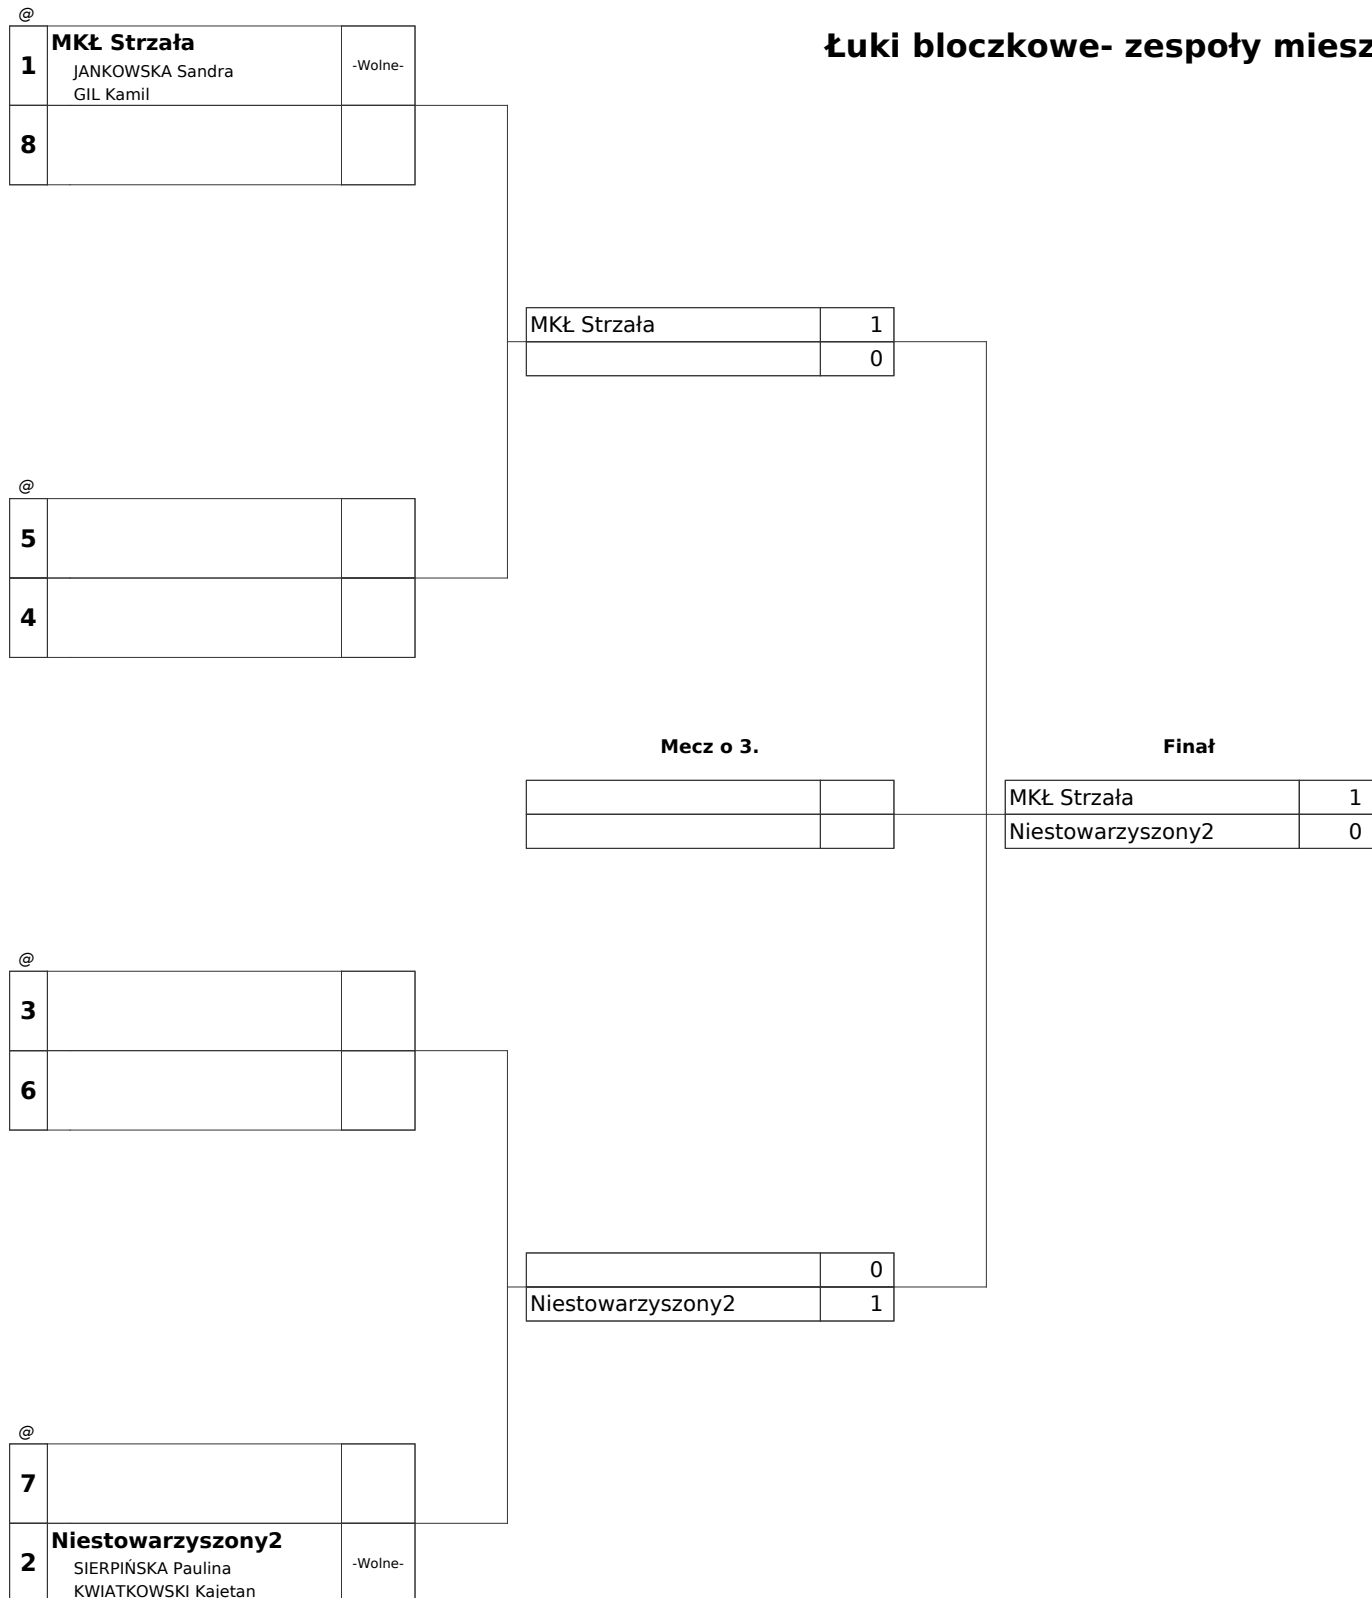 @
Łuki bloczkowe- zespoły miesz
1 MKŁ Strzała -Wolne-
JANKOWSKA Sandra
GIL Kamil
8
MKŁ Strzała 1
0
@
5
4
Mecz o 3. Finał
MKŁ Strzała 1
Niestowarzyszony2 0
@
3
6
0
Niestowarzyszony2 1
@
7
2 Niestowarzyszony2 -Wolne-
SIERPIŃSKA Paulina
KWIATKOWSKI Kajetan